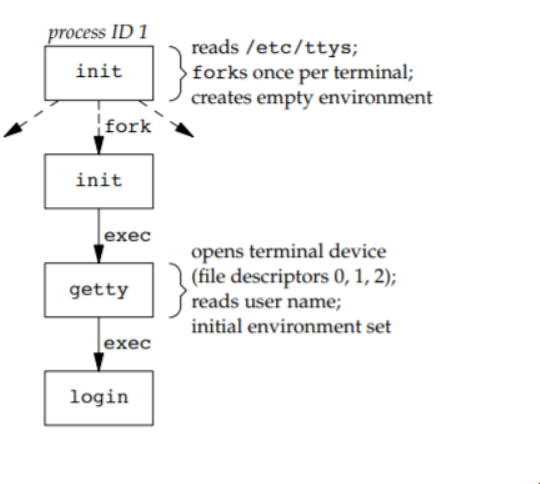 process ID 1
init
reads /etc/ttys;
forks once per terminal;
creates empty environment
fork
init
exec
getty
opens terminal device
(file descriptors 0, 1, 2);
reads user name;
initial environment set
exec
login